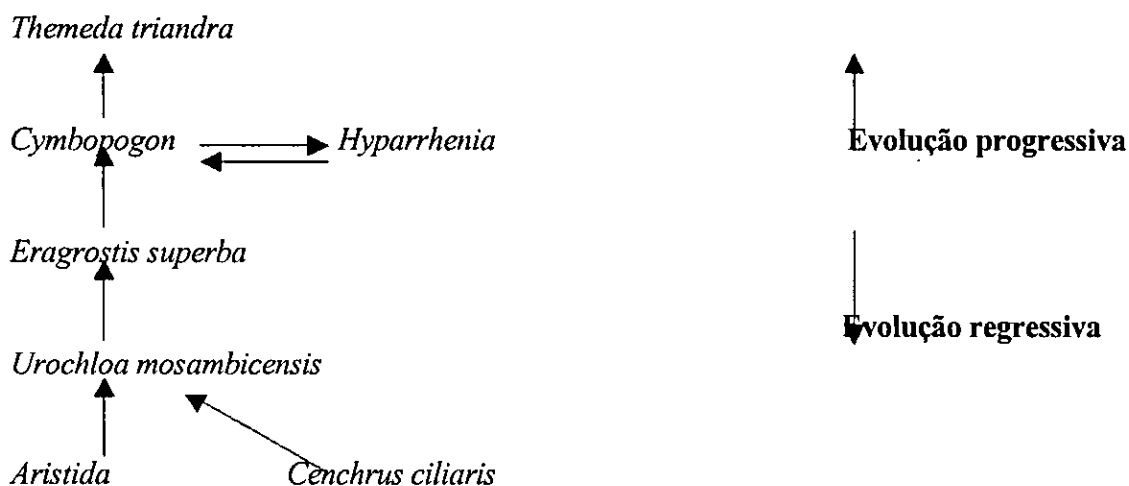 Themeda triandra
Cymbopogon Hyparrhenia Evolução progressiva
Eragrostis superba
Evolução regressiva
Urochloa mosambicensis
Aristida Cenchrus ciliaris